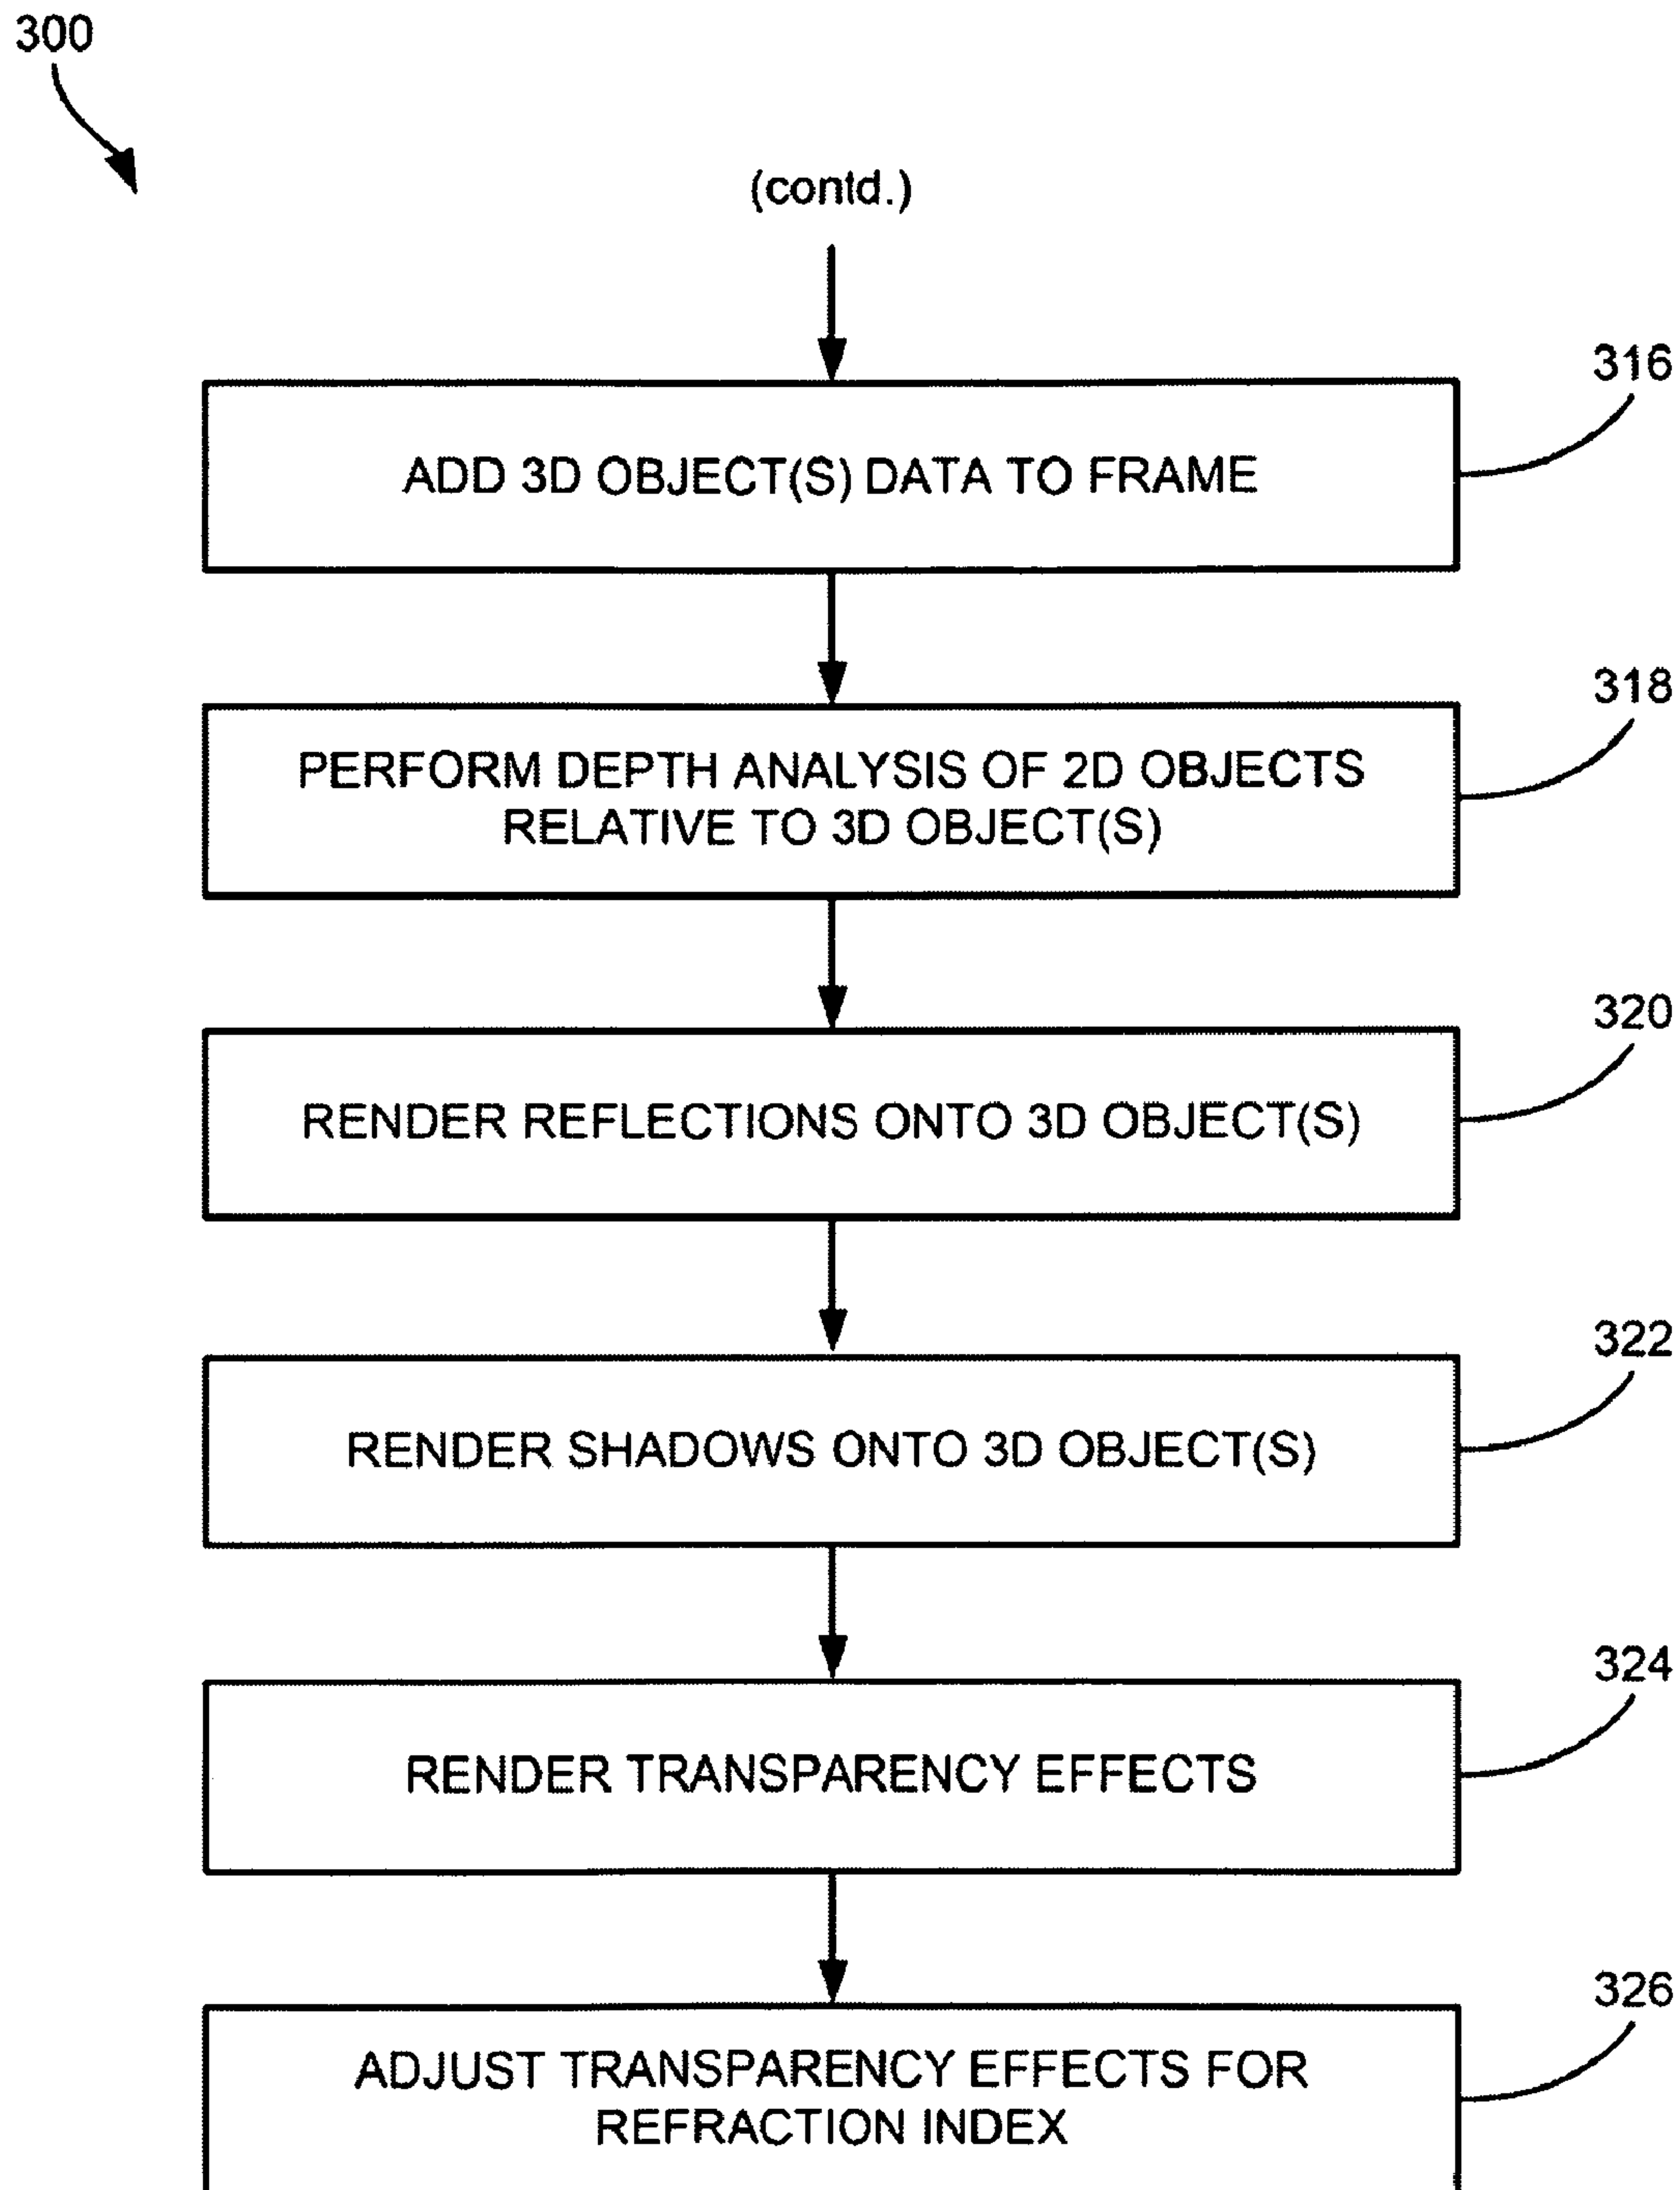 300
(contd.)
316
ADD 3D OBJECT(S) DATA TO FRAME
318
PERFORM DEPTH ANALYSIS OF 2D OBJECTS
RELATIVE TO 3D OBJECT(S)
320
RENDER REFLECTIONS ONTO 3D OBJECT(S)
322
RENDER SHADOWS ONTO 3D OBJECT(S)
324
RENDER TRANSPARENCY EFFECTS
326
ADJUST TRANSPARENCY EFFECTS FOR
REFRACTION INDEX